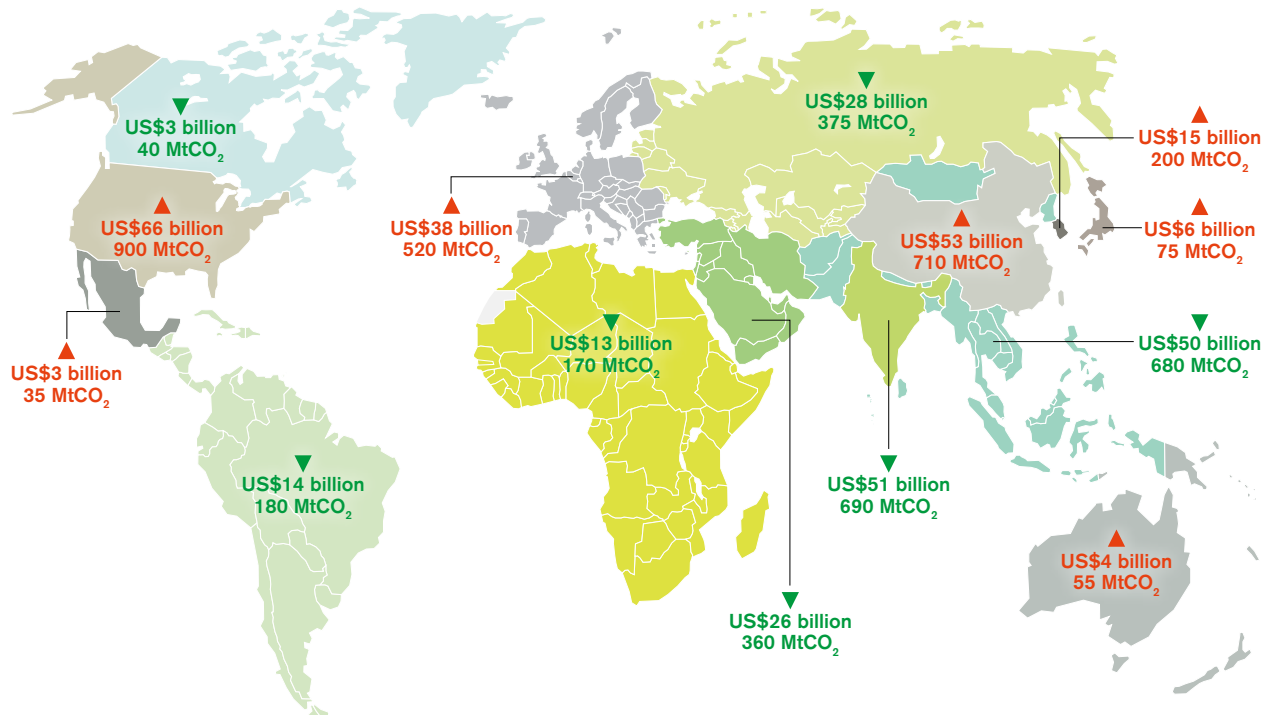 US$3 billion
40 MtCO₂
US$66 billion
900 MtCO₂
US$3 billion
35 MtCO₂
US$14 billion
180 MtCO₂
US$38 billion
520 MtCO₂
US$13 billion
170 MtCO₂
US$28 billion
375 MtCO₂
US$53 billion
710 MtCO₂
US$15 billion
200 MtCO₂
US$6 billion
75 MtCO₂
US$50 billion
680 MtCO₂
US$51 billion
690 MtCO₂
US$26 billion
360 MtCO₂
US$4 billion
55 MtCO₂